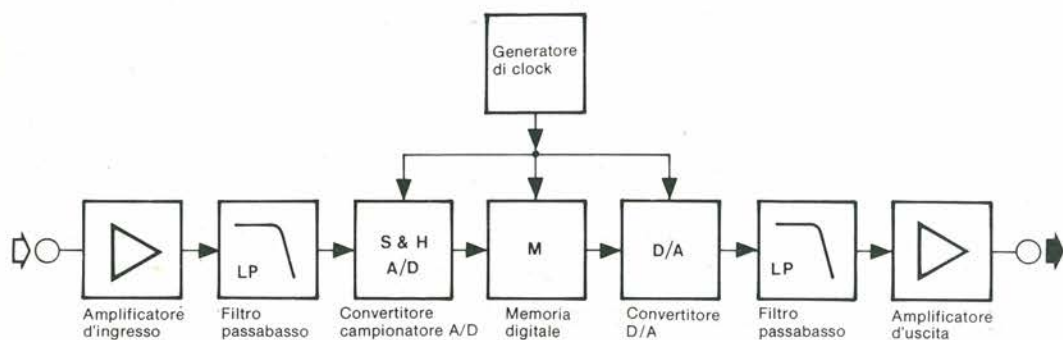 Generatore
di clock
LP
S & H
A/D
M
D/A
LP
Amplificatore
d'ingresso
Filtro
passabasso
Convertitore
campionatore A/D
Memoria
digitale
Convertitore
D/A
Filtro
passabasso
Amplificatore
d'uscita